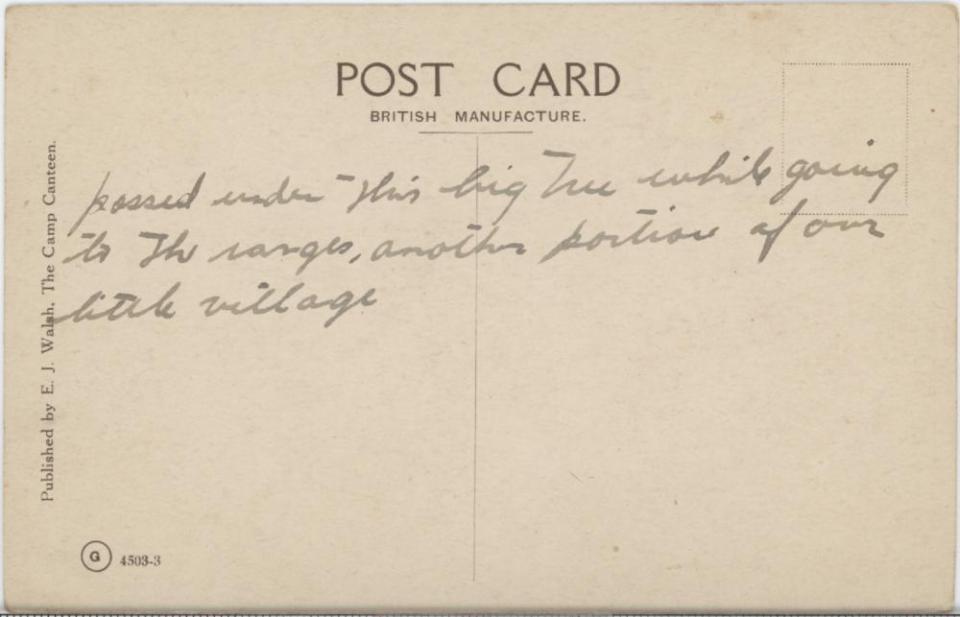 POST CARD
BRITISH MANUFACTURE.
passed under this big Tree while going
to The ranges, another portion of our
little village
Published by E. J. Walsh, The Camp Canteen.
G 4503-3